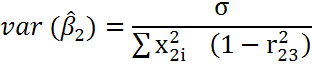 var (β̂₂) = σ / ∑ x²₂ᵢ (1 − r²₂₃)